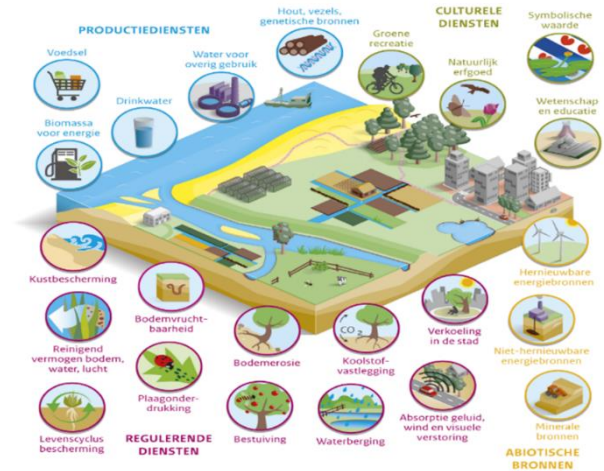 PRODUCTIEDIENSTEN
Voedsel
Drinkwater
Water voor
overig gebruik
Hout, vezels,
genetische bronnen
Biomassa
voor energie
CULTURELE
DIENSTEN
Groene
recreatie
Natuurlijk
erfgoed
Symbolische
waarde
Wetenschap
en educatie
Kustbescherming
Bodemvrucht-
baarheid
Reinigend
vermogen bodem,
water, lucht
Plaagonder-
drukking
Levenscyclus
bescherming
REGULERENDE
DIENSTEN
Bodemerosie
Bestuiving
CO2
Koolstof-
vastlegging
Waterberging
Verkoeling
in de stad
Absorptie geluid,
wind en visuele
verstoring
Hernieuwbare
energiebronnen
Niet-hernieuwbare
energiebronnen
Minerale
bronnen
ABIOTISCHE
BRONNEN